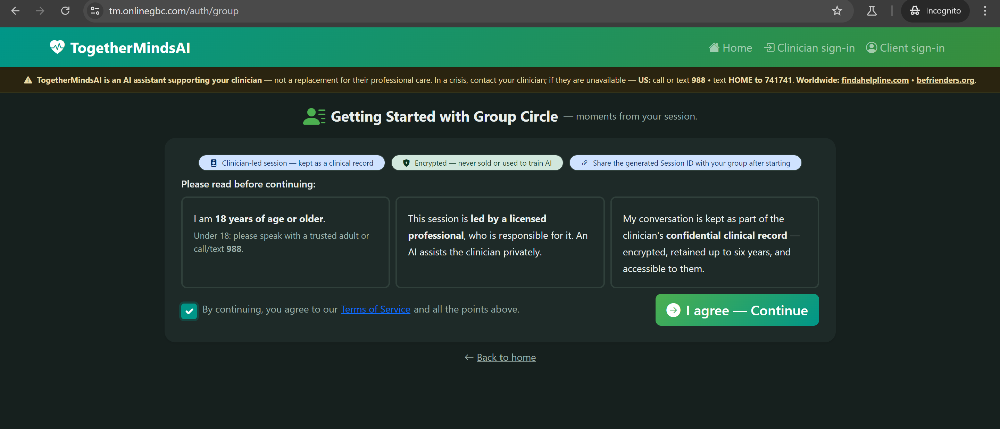 tm.onlinegbc.com/auth/group
Incognito
TogetherMindsAI
Home
Clinician sign-in
Client sign-in
TogetherMindsAI is an AI assistant supporting your clinician — not a replacement for their professional care. In a crisis, contact your clinician; if they are unavailable — US: call or text 988 • text HOME to 741741. Worldwide: findahelpline.com • befrienders.org.
Getting Started with Group Circle — moments from your session.
Clinician-led session — kept as a clinical record
Encrypted — never sold or used to train AI
Share the generated Session ID with your group after starting
Please read before continuing:
I am 18 years of age or older.
Under 18: please speak with a trusted adult or
call/text 988.
This session is led by a licensed
professional, who is responsible for it. An
AI assists the clinician privately.
My conversation is kept as part of the
clinician's confidential clinical record —
encrypted, retained up to six years, and
accessible to them.
By continuing, you agree to our Terms of Service and all the points above.
I agree — Continue
← Back to home